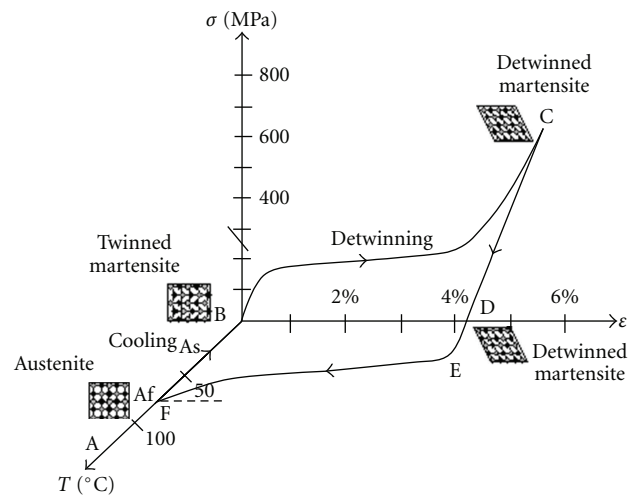 σ (MPa)
800
600
400
Detwinned
martensite
C
Twinned
martensite
Detwinning
B
2%
4%
D
6%
ε
Cooling
As
Detwinned
martensite
Austenite
E
Af
50
F
A
100
T (°C)